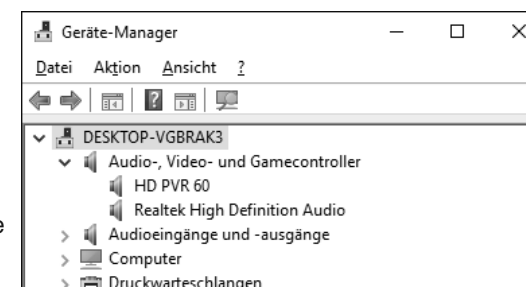 Geräte-Manager
Datei Aktion Ansicht ?
DESKTOP-VGBRAK3
Audio-, Video- und Gamecontroller
HD PVR 60
Realtek High Definition Audio
e
Audioeingänge und -ausgänge
Computer
Druckwarteschlangen